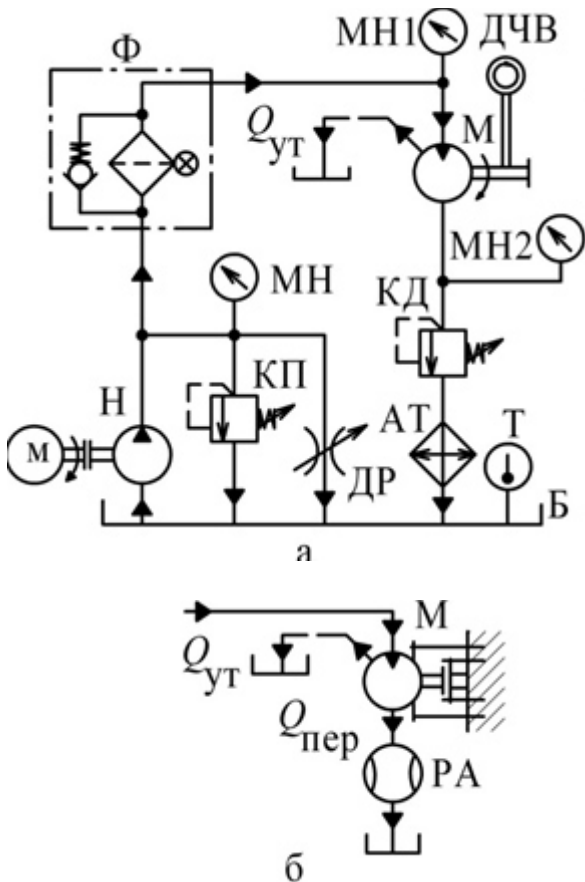 МН1 ДЧВ
Ф
Qут М
МН2
МН КД
Н КП
м АТ Т
ДР Б
а
М
Qут
Qпер
РА
б